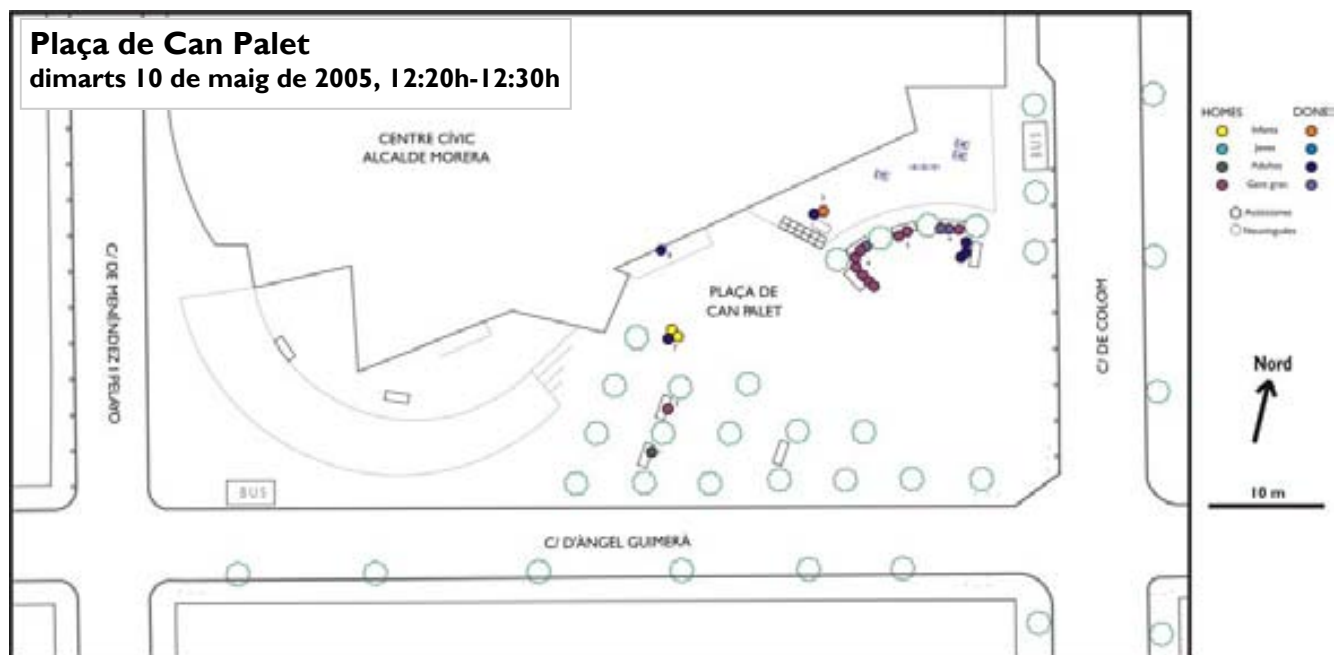 Plaça de Can Palet
dimarts 10 de maig de 2005, 12:20h-12:30h
CENTRE CÍVIC
ALCALDE MORERA
BUS
HOMES DONES
Infants
Joves
Adultes
Gent gran
Autòctones
Nouvingudes
C/ DE MENÉNDEZ I PELAYO
PLAÇA DE
CAN PALET
C/ DE COLOM
Nord
10 m
BUS
C/ D'ÀNGEL GUIMERÀ